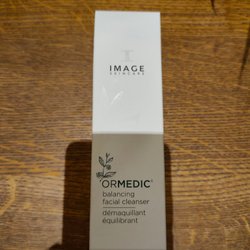 IMAGE
SKINCARE
ORMEDIC®
balancing
facial cleanser
démaquillant
équilibrant